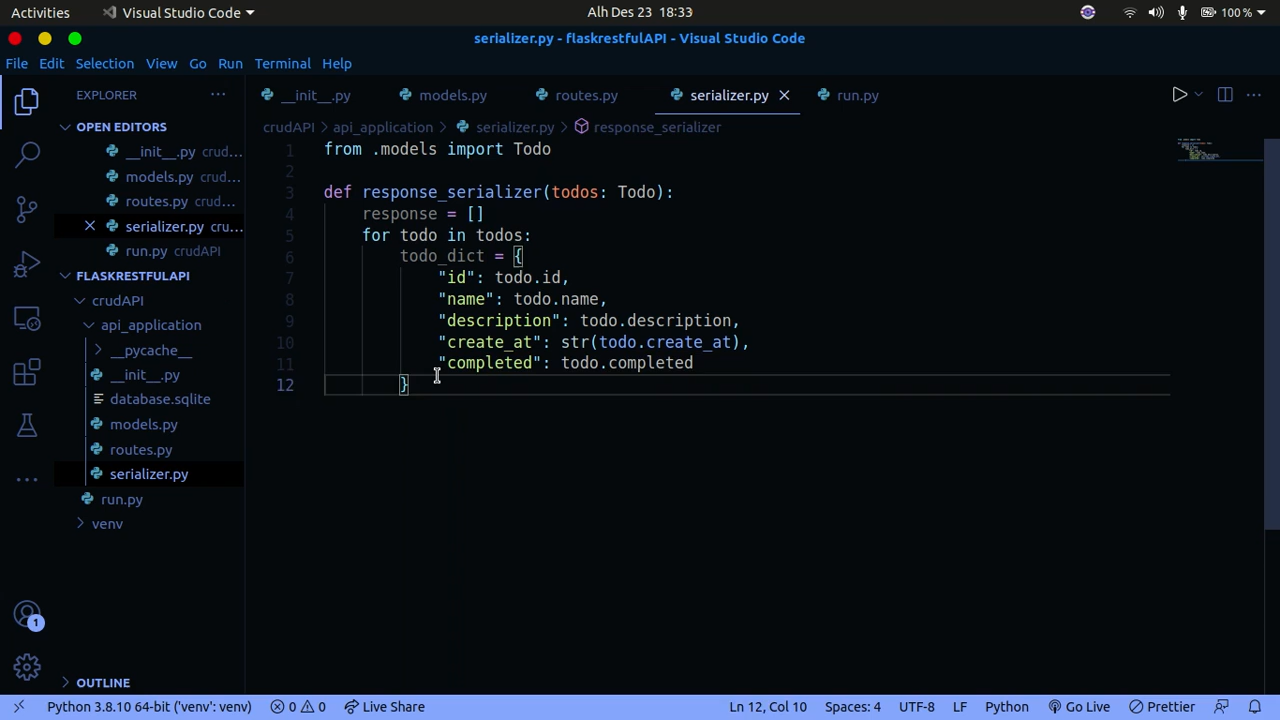 Activities
Visual Studio Code
Alh Des 23 18:33
100 %
serializer.py - flaskrestfulAPI - Visual Studio Code
File Edit Selection View Go Run Terminal Help
EXPLORER
__init__.py
models.py
routes.py
serializer.py
run.py
OPEN EDITORS
__init__.py crud...
models.py crud...
routes.py crud...
serializer.py cru...
run.py crudAPI
FLASKRESTFULAPI
crudAPI
api_application
__pycache__
__init__.py
database.sqlite
models.py
routes.py
serializer.py
run.py
venv
OUTLINE
crudAPI > api_application > serializer.py > response_serializer
1 from .models import Todo
2
3 def response_serializer(todos: Todo):
4 response = []
5 for todo in todos:
6 todo_dict = {
7 "id": todo.id,
8 "name": todo.name,
9 "description": todo.description,
10 "create_at": str(todo.create_at),
11 "completed": todo.completed
12 }
1
Python 3.8.10 64-bit ('venv': venv) 0 0 Live Share Ln 12, Col 10 Spaces: 4 UTF-8 LF Python Go Live Prettier